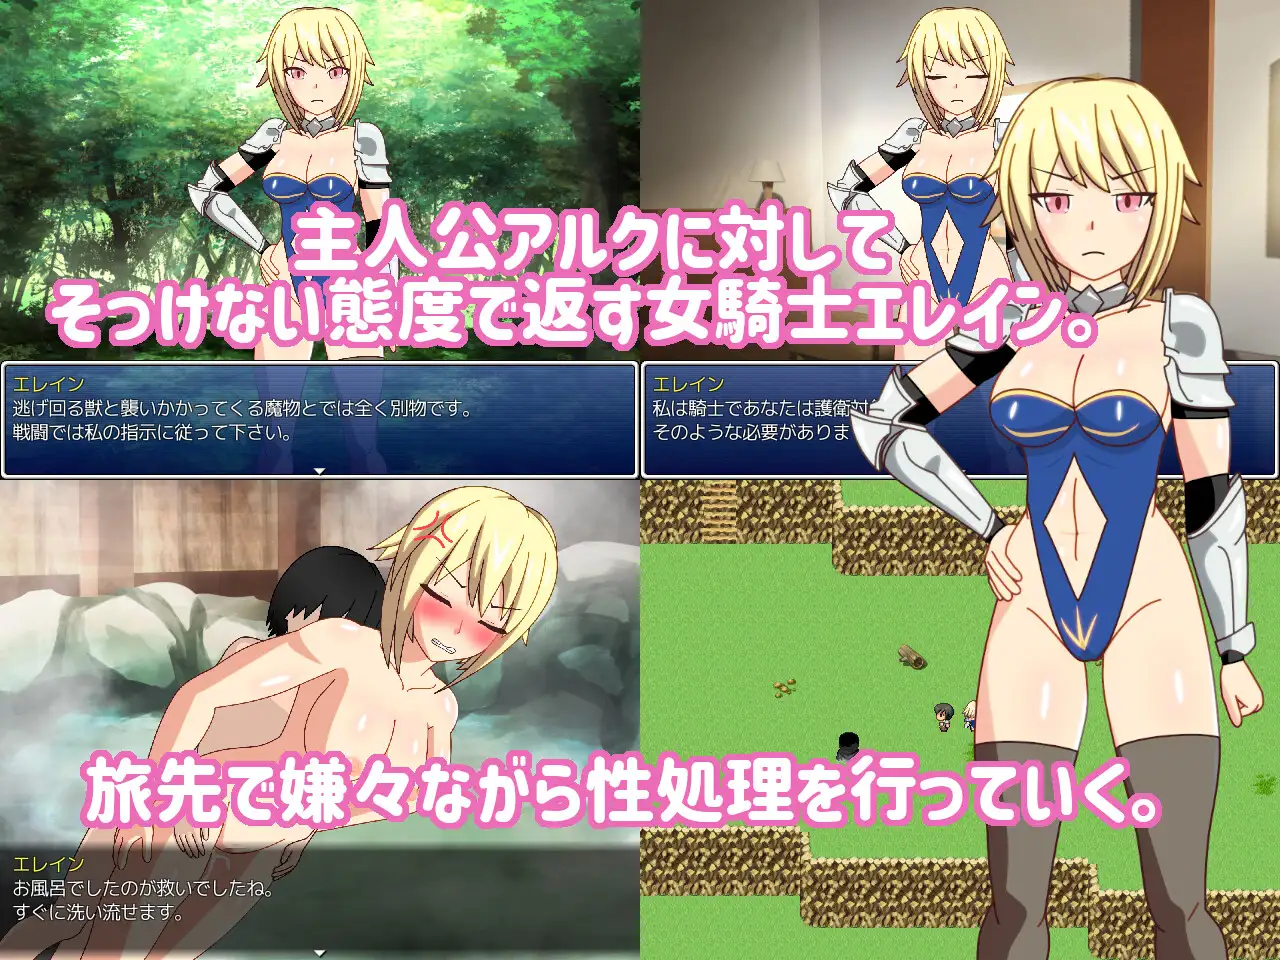 主人公アルクに対して
そっけない態度で返す女騎士エレイン。
エレイン
逃げ回る獣と襲いかかってくる魔物とでは全く別物です。
戦闘では私の指示に従って下さい。
エレイン
私は騎士であなたは護衛対
そのような必要がありま
旅先で嫌々ながら性処理を行っていく。
エレイン
お風呂でしたのが救いでしたね。
すぐに洗い流せます。